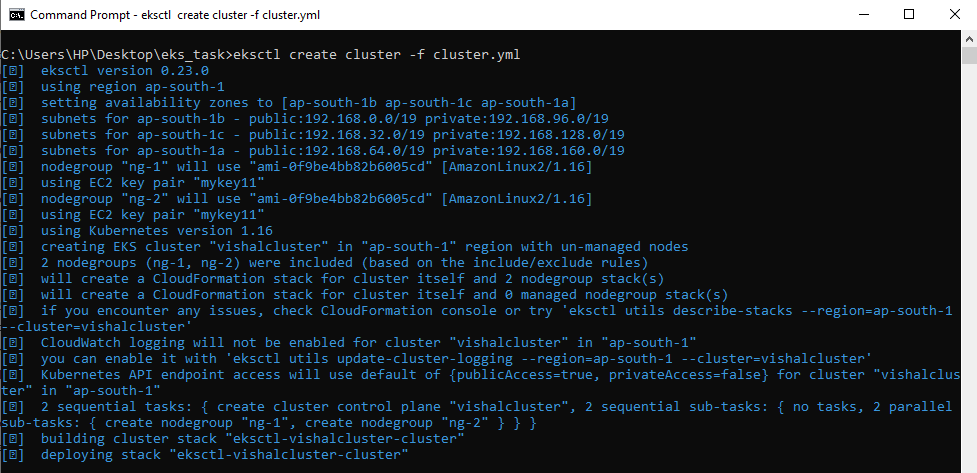 Command Prompt - eksctl  create cluster -f cluster.yml
C:\Users\HP\Desktop\eks_task>eksctl create cluster -f cluster.yml
[?]  eksctl version 0.23.0
[?]  using region ap-south-1
[?]  setting availability zones to [ap-south-1b ap-south-1c ap-south-1a]
[?]  subnets for ap-south-1b - public:192.168.0.0/19 private:192.168.96.0/19
[?]  subnets for ap-south-1c - public:192.168.32.0/19 private:192.168.128.0/19
[?]  subnets for ap-south-1a - public:192.168.64.0/19 private:192.168.160.0/19
[?]  nodegroup "ng-1" will use "ami-0f9be4bb82b6005cd" [AmazonLinux2/1.16]
[?]  using EC2 key pair "mykey11"
[?]  nodegroup "ng-2" will use "ami-0f9be4bb82b6005cd" [AmazonLinux2/1.16]
[?]  using EC2 key pair "mykey11"
[?]  using Kubernetes version 1.16
[?]  creating EKS cluster "vishalcluster" in "ap-south-1" region with un-managed nodes
[?]  2 nodegroups (ng-1, ng-2) were included (based on the include/exclude rules)
[?]  will create a CloudFormation stack for cluster itself and 2 nodegroup stack(s)
[?]  will create a CloudFormation stack for cluster itself and 0 managed nodegroup stack(s)
[?]  if you encounter any issues, check CloudFormation console or try 'eksctl utils describe-stacks --region=ap-south-1
--cluster=vishalcluster'
[?]  CloudWatch logging will not be enabled for cluster "vishalcluster" in "ap-south-1"
[?]  you can enable it with 'eksctl utils update-cluster-logging --region=ap-south-1 --cluster=vishalcluster'
[?]  Kubernetes API endpoint access will use default of {publicAccess=true, privateAccess=false} for cluster "vishalclus
ter" in "ap-south-1"
[?]  2 sequential tasks: { create cluster control plane "vishalcluster", 2 sequential sub-tasks: { no tasks, 2 parallel
sub-tasks: { create nodegroup "ng-1", create nodegroup "ng-2" } } }
[?]  building cluster stack "eksctl-vishalcluster-cluster"
[?]  deploying stack "eksctl-vishalcluster-cluster"